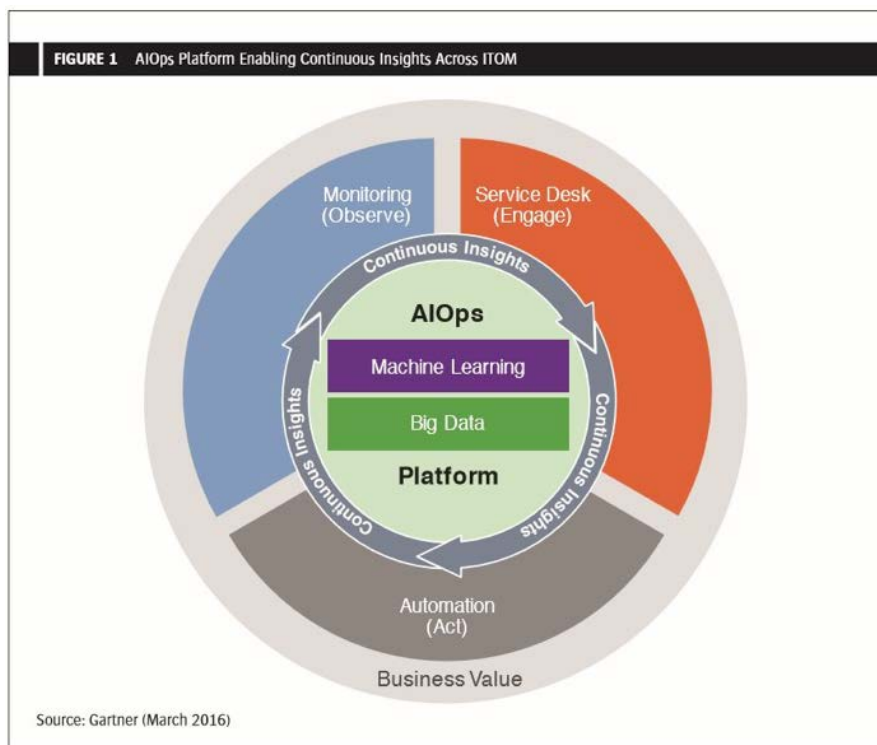 FIGURE 1 AIOps Platform Enabling Continuous Insights Across ITOM
Monitoring
(Observe)
Service Desk
(Engage)
Continuous Insights
AIOps
Machine Learning
Big Data
Platform
Continuous Insights
Continuous Insights
Automation
(Act)
Business Value
Source: Gartner (March 2016)